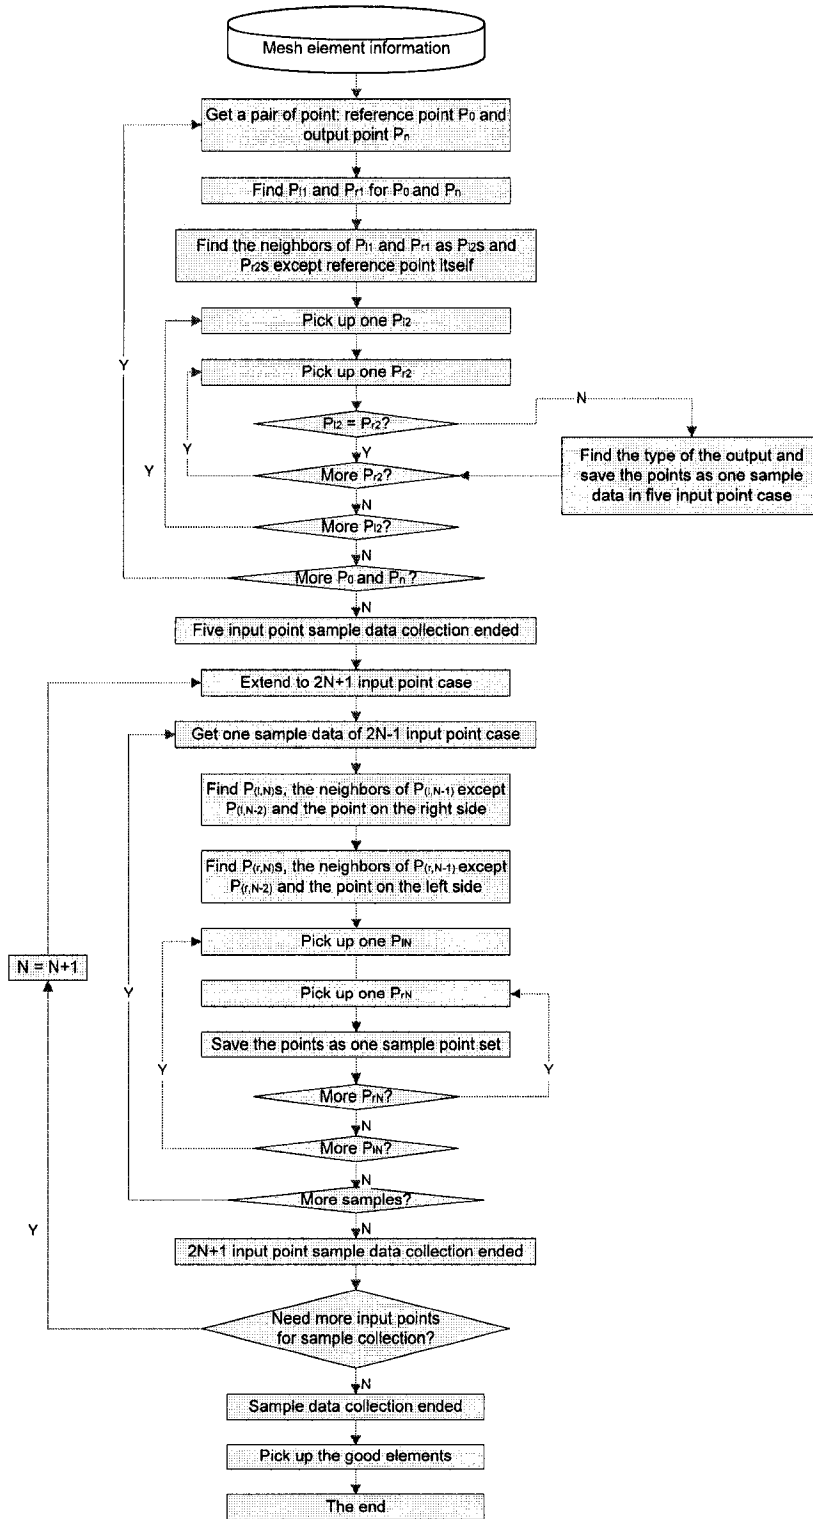 Mesh element information
Get a pair of point: reference point P0 and
output point Pn
Find Pl1 and Pr1 for P0 and Pn
Find the neighbors of Pl1 and Pr1 as Pl2s and
Pr2s except reference point itself
Pick up one Pl2
Y
Pick up one Pr2
N
Pl2 = Pr2?
Y
Y
Find the type of the output and
save the points as one sample
data in five input point case
More Pr2?
Y
N
More Pl2?
N
More P0 and Pn ?
N
Five input point sample data collection ended
Extend to 2N+1 input point case
Get one sample data of 2N-1 input point case
Find P(l,N)s, the neighbors of P(l,N-1) except
P(l,N-2) and the point on the right side
Find P(r,N)s, the neighbors of P(r,N-1) except
P(r,N-2) and the point on the left side
Pick up one PlN
N = N+1
Y
Pick up one PrN
Save the points as one sample point set
Y
Y
More PrN?
N
More PlN?
N
More samples?
Y
N
2N+1 input point sample data collection ended
Need more input points
for sample collection?
N
Sample data collection ended
Pick up the good elements
The end